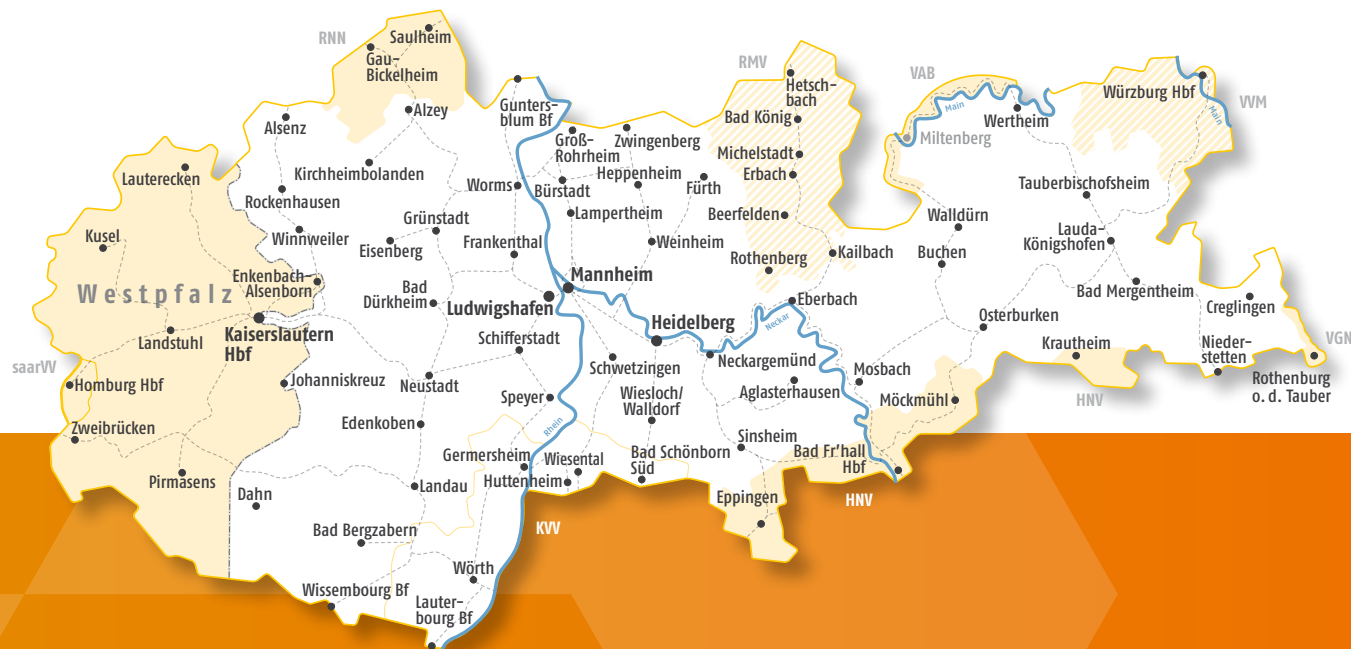 RNN
Saulheim
Gau-
Bickelheim
RMV
Hetsch-
bach
VAB
Main
Würzburg Hbf
VVM
Main
Alsenz
Alzey
Gunters-
blum Bf
Groß-
Rohrheim
Zwingenberg
Bad König
Wertheim
Miltenberg
Lauterecken
Kirchheimbolanden
Worms
Bürstadt
Heppenheim
Fürth
Michelstadt
Erbach
Tauberbischofsheim
Rockenhausen
Grünstadt
Lampertheim
Beerfelden
Walldürn
Kusel
Winnweiler
Eisenberg
Frankenthal
Weinheim
Rothenberg
Kailbach
Buchen
Lauda-
Königshofen
Westpfalz
Enkenbach-
Alsenborn
Bad
Dürkheim
Mannheim
Ludwigshafen
Eberbach
Bad Mergentheim
Creglingen
Kaiserslautern
Hbf
Landstuhl
Schifferstadt
Heidelberg
Neckar
Osterburken
Krautheim
Nieder-
stetten
VGN
saarVV
Homburg Hbf
Johanniskreuz
Neustadt
Schwetzingen
Neckargemünd
Mosbach
Rothenburg
o. d. Tauber
Speyer
Wiesloch/
Walldorf
Aglasterhausen
Möckmühl
HNV
Zweibrücken
Edenkoben
Rhein
Sinsheim
Germersheim
Wiesental
Bad Schönborn
Süd
Bad Fr'hall
Hbf
Pirmasens
Dahn
Landau
Huttenheim
Eppingen
HNV
Bad Bergzabern
KVV
Wörth
Wissembourg Bf
Lauter-
bourg Bf